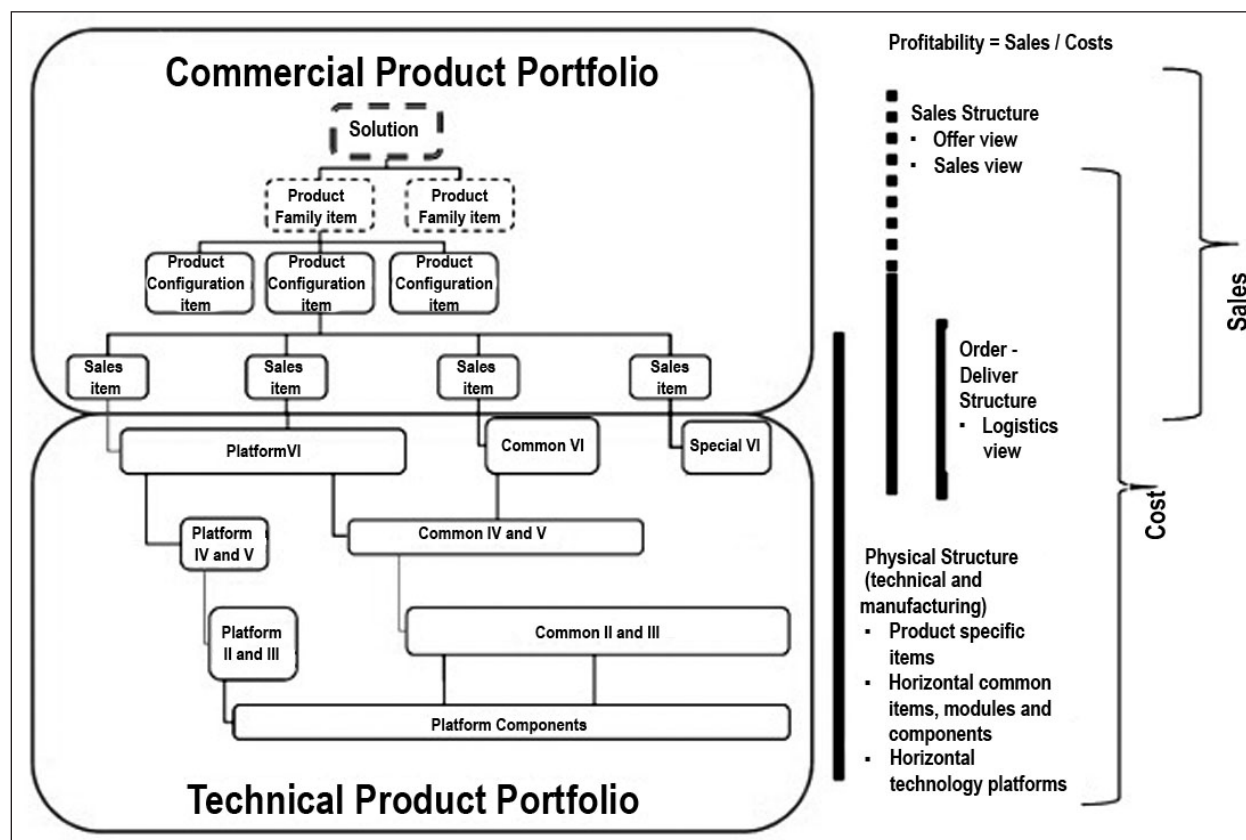 Commercial Product Portfolio
Solution
Product
Family item
Product
Family item
Product
Configuration
item
Product
Configuration
item
Product
Configuration
item
Sales
item
Sales
item
Sales
item
Sales
item
PlatformVI
Common VI
Special VI
Platform
IV and V
Common IV and V
Platform
II and III
Common II and III
Platform Components
Technical Product Portfolio
Profitability = Sales / Costs
Sales Structure
▪ Offer view
▪ Sales view
Sales
Order -
Deliver
Structure
▪ Logistics
view
Cost
Physical Structure
(technical and
manufacturing)
▪ Product specific
items
▪ Horizontal common
items, modules and
components
▪ Horizontal
technology platforms